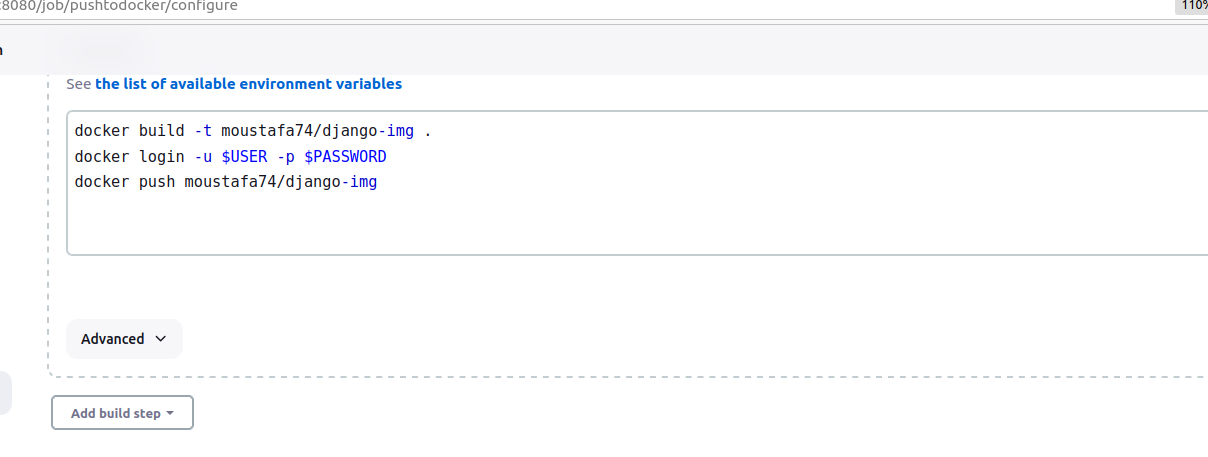 :8080/job/pushtodocker/configure
110%
See the list of available environment variables
docker build -t moustafa74/django-img .
docker login -u $USER -p $PASSWORD
docker push moustafa74/django-img
Advanced
Add build step